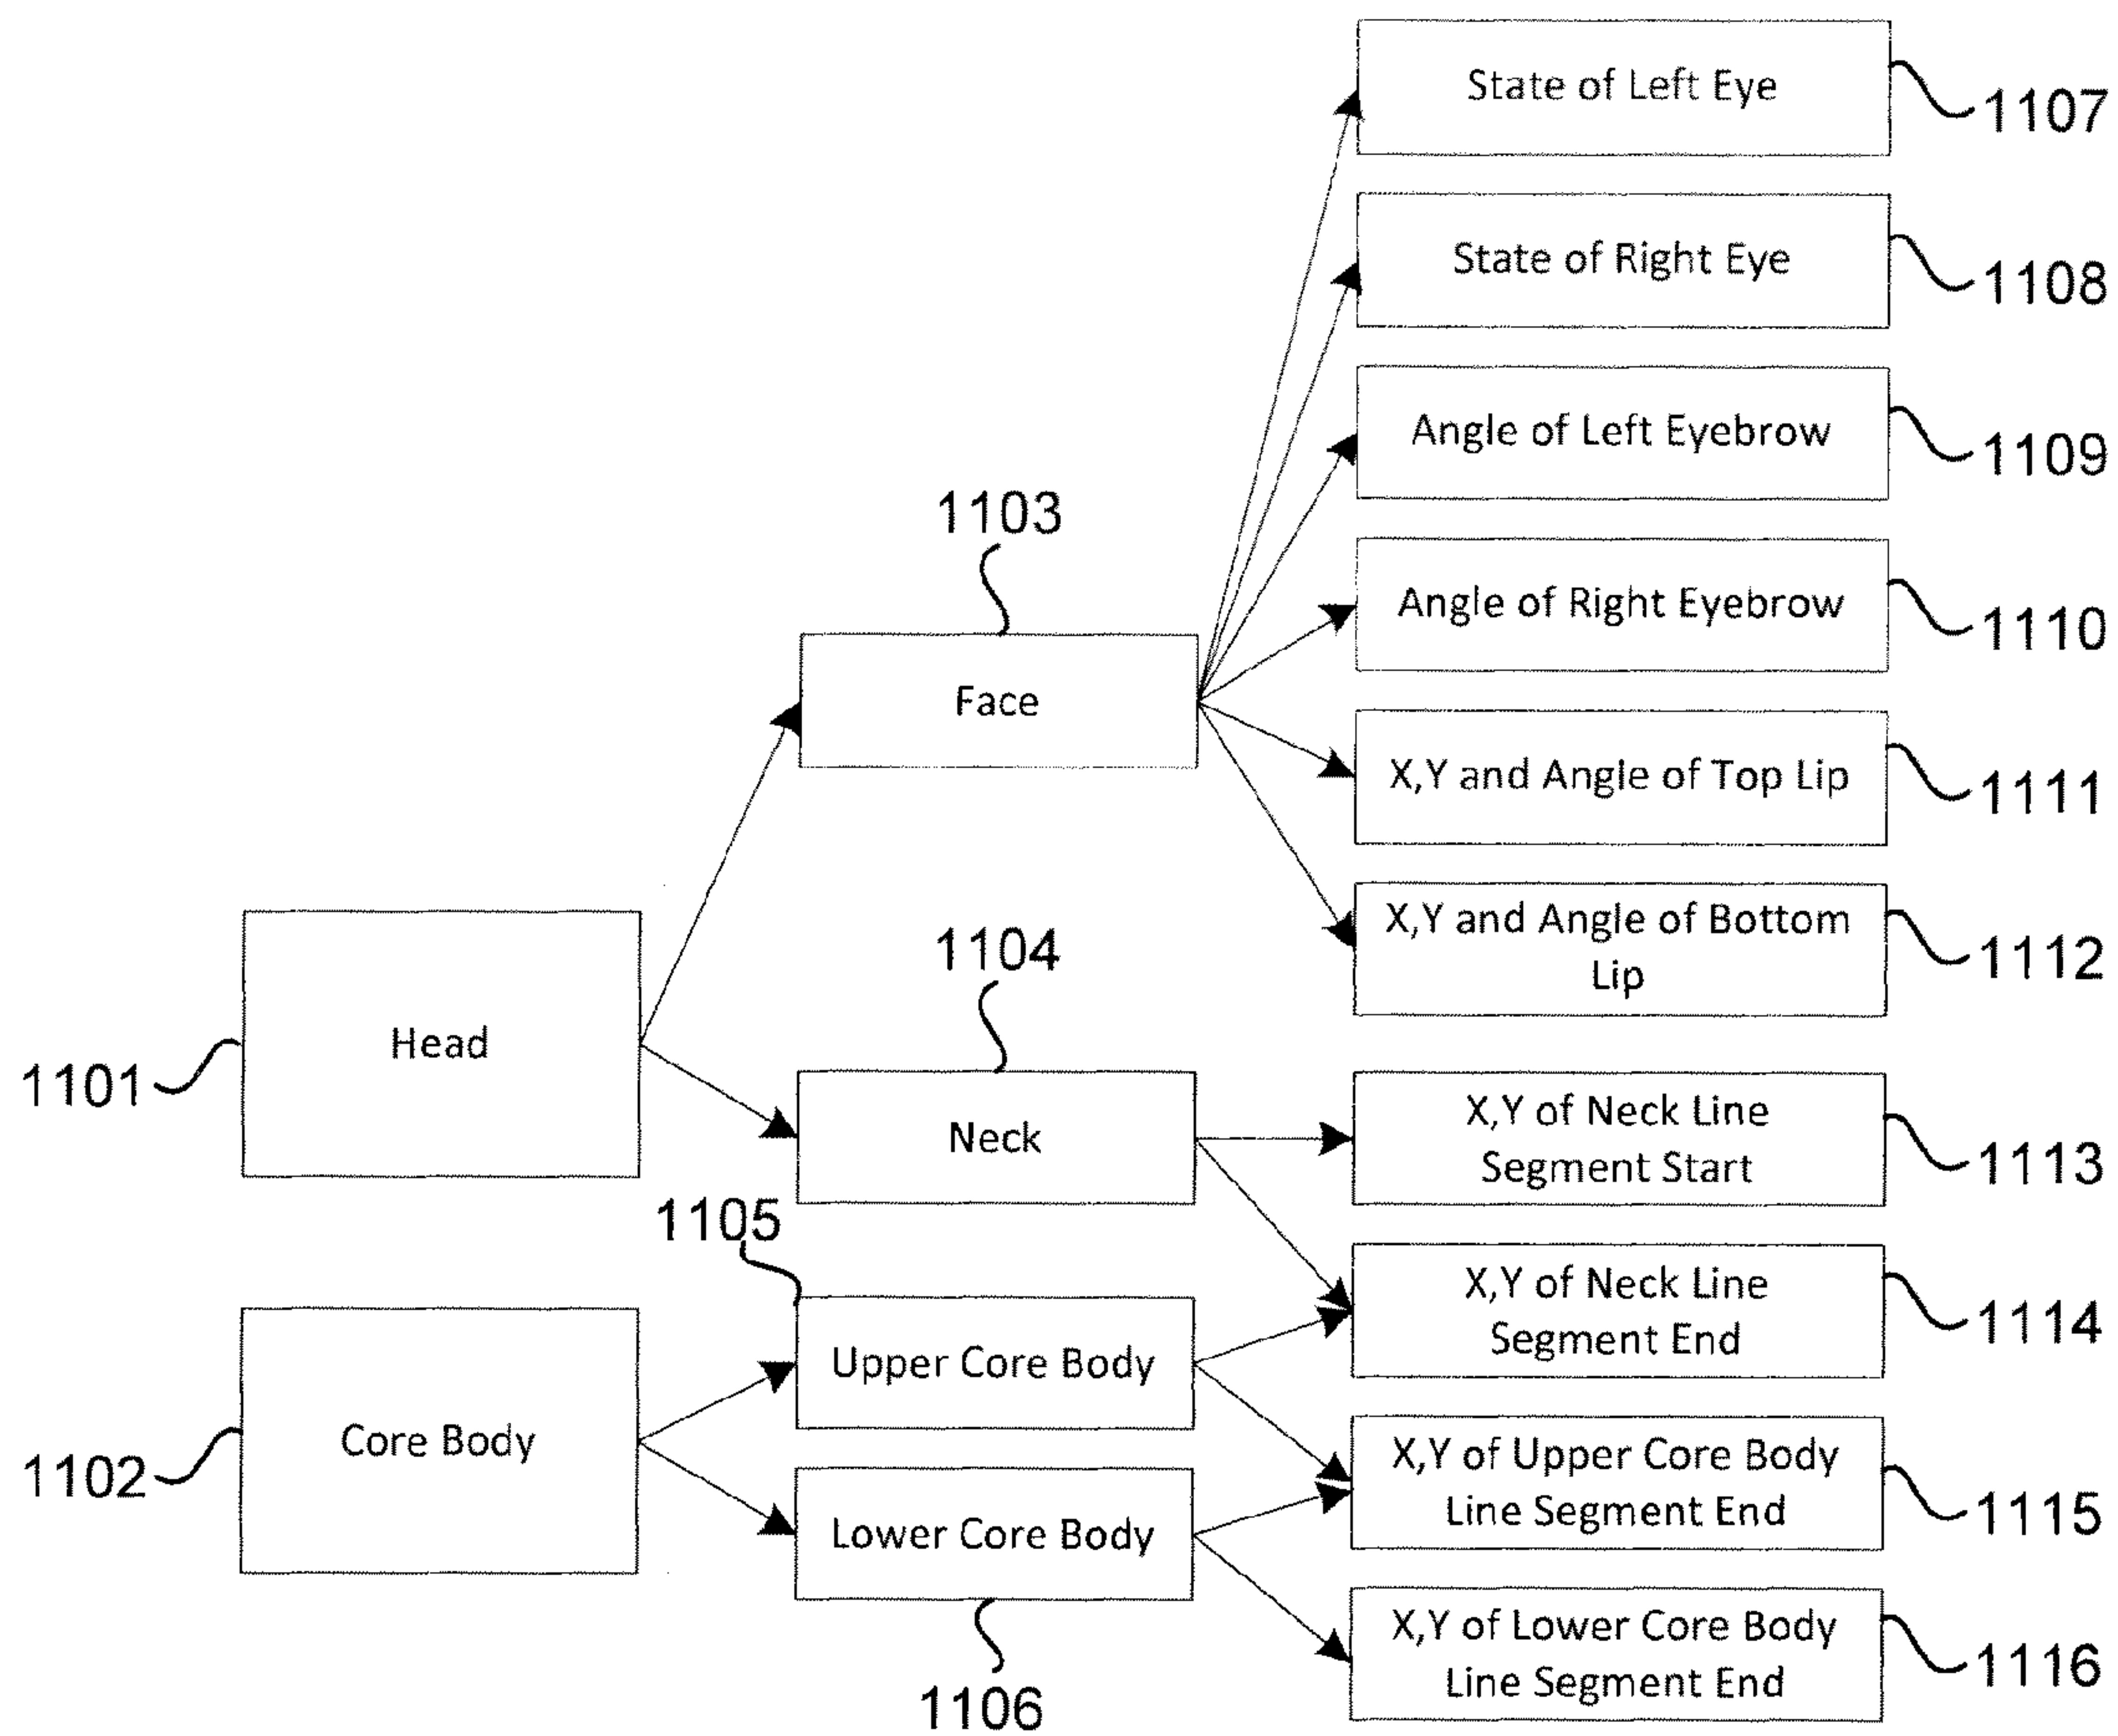 State of Left Eye
1107
State of Right Eye
1108
Angle of Left Eyebrow
1109
1103
Angle of Right Eyebrow
1110
Face
X,Y and Angle of Top Lip
1111
X,Y and Angle of Bottom
Lip
1112
1104
Head
1101
Neck
X,Y of Neck Line
Segment Start
1113
1105
X,Y of Neck Line
Segment End
1114
Upper Core Body
Core Body
1102
X,Y of Upper Core Body
Line Segment End
1115
Lower Core Body
1106
X,Y of Lower Core Body
Line Segment End
1116